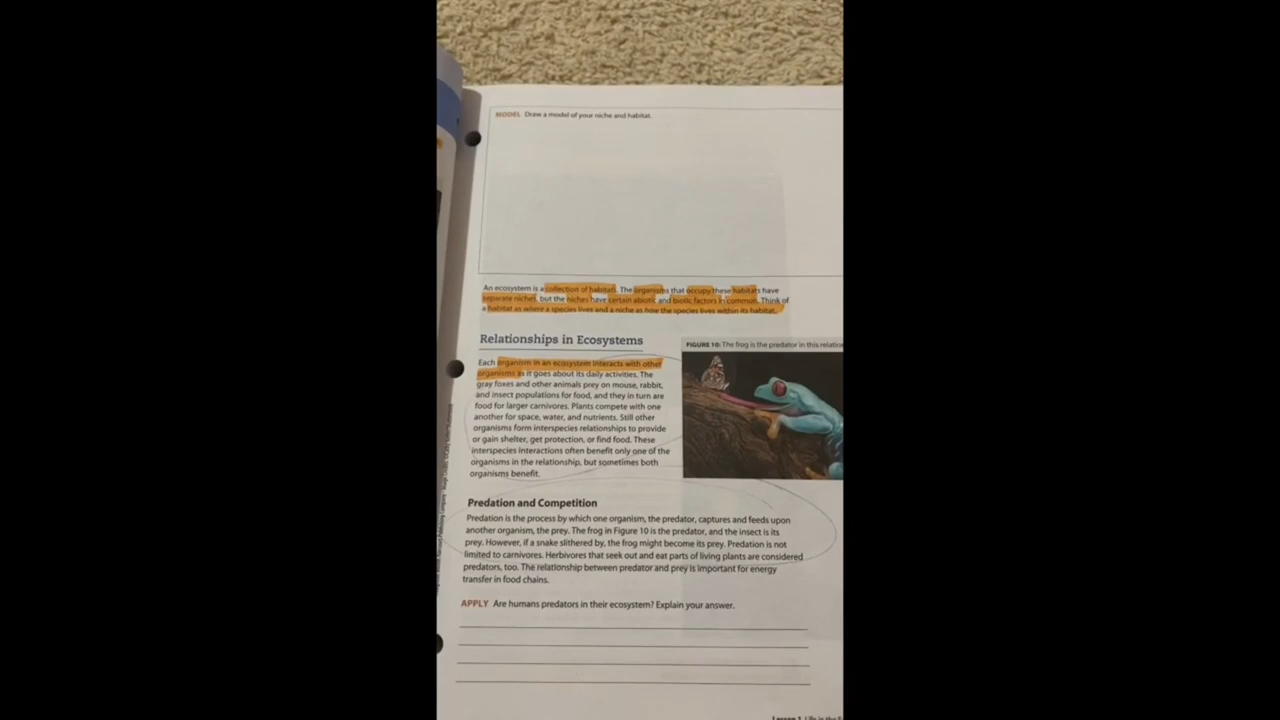 MODEL Draw a model of your niche and habitat.
An ecosystem is a collection of habitats. The organisms that occupy these habitats have
separate niches, but the niches have certain abiotic and biotic factors in common. Think of
a habitat as where a species lives and a niche as how the species lives within its habitat.
Relationships in Ecosystems
Each organism in an ecosystem interacts with other
organisms as it goes about its daily activities. The
gray foxes and other animals prey on mouse, rabbit,
and insect populations for food, and they in turn are
food for larger carnivores. Plants compete with one
another for space, water, and nutrients. Still other
organisms form interspecies relationships to provide
or gain shelter, get protection, or find food. These
interspecies interactions often benefit only one of the
organisms in the relationship, but sometimes both
organisms benefit.
FIGURE 10: The frog is the predator in this
Predation and Competition
Predation is the process by which one organism, the predator, captures and feeds upon
another organism, the prey. The frog in Figure 10 is the predator, and the insect is its
prey. However, if a snake slithered by, the frog might become its prey. Predation is not
limited to carnivores. Herbivores that seek out and eat parts of living plants are considered
predators, too. The relationship between predator and prey is important for energy
transfer in food chains.
APPLY Are humans predators in their ecosystem? Explain your answer.
Lesson 1 Life in the